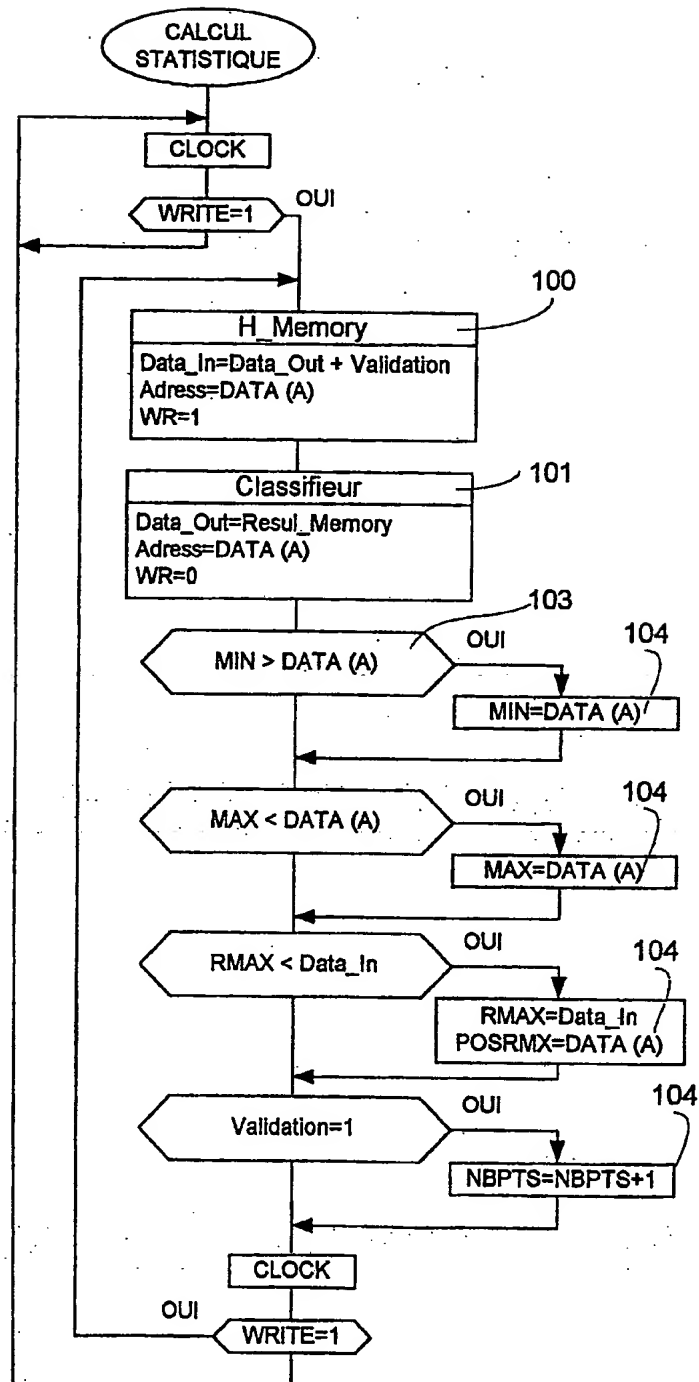 CALCUL
STATISTIQUE
CLOCK
WRITE=1
OUI
100
H_Memory
Data_In=Data_Out + Validation
Adress=DATA (A)
WR=1
101
Classifieur
Data_Out=Resul_Memory
Adress=DATA (A)
WR=0
103
MIN > DATA (A)
OUI
104
MIN=DATA (A)
MAX < DATA (A)
OUI
104
MAX=DATA (A)
RMAX < Data_In
OUI
104
RMAX=Data_In
POSRMX=DATA (A)
Validation=1
OUI
104
NBPTS=NBPTS+1
CLOCK
OUI
WRITE=1